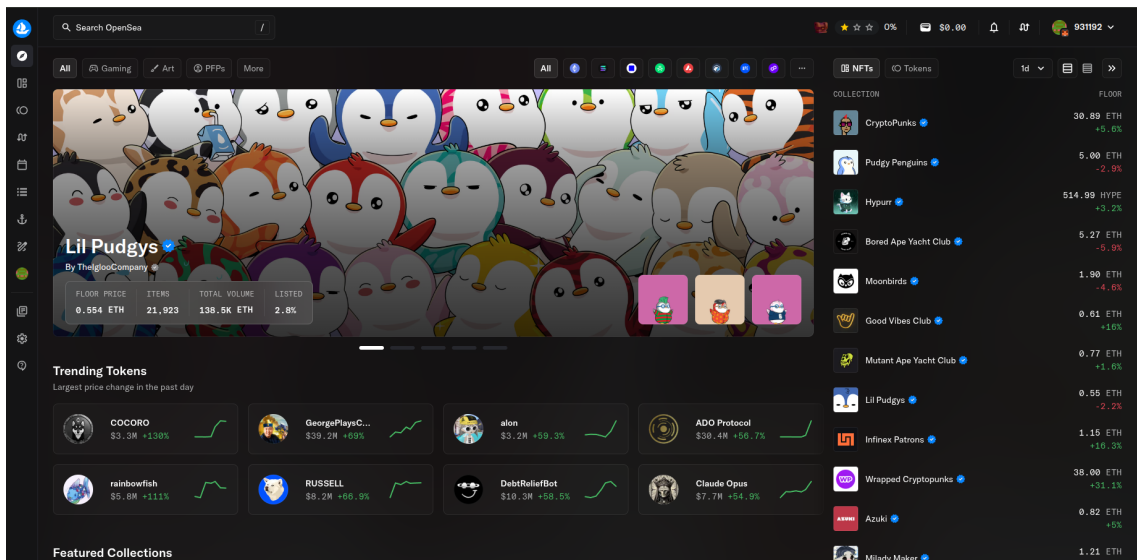 Search OpenSea
/
0%
$0.00
931192
All
Gaming
Art
PFPs
More
All
NFTs
Tokens
1d
Lil Pudgys
By TheIglooCompany
FLOOR PRICE ITEMS TOTAL VOLUME LISTED
0.554 ETH 21,923 138.5K ETH 2.8%
Trending Tokens
Largest price change in the past day
COCORO
$3.3M +130%
GeorgePlaysC...
$39.2M +69%
alon
$3.2M +59.3%
ADO Protocol
$30.4M +56.7%
rainbowfish
$5.8M +111%
RUSSELL
$8.2M +66.9%
DebtReliefBot
$10.3M +58.5%
Claude Opus
$7.7M +54.9%
Featured Collections
COLLECTION FLOOR
CryptoPunks 30.89 ETH
+5.6%
Pudgy Penguins 5.00 ETH
-2.9%
Hypurr 514.99 HYPE
+3.2%
Bored Ape Yacht Club 5.27 ETH
-5.9%
Moonbirds 1.90 ETH
-4.6%
Good Vibes Club 0.61 ETH
+16%
Mutant Ape Yacht Club 0.77 ETH
+1.6%
Lil Pudgys 0.55 ETH
-2.2%
Infinex Patrons 1.15 ETH
+16.3%
WP
Wrapped Cryptopunks 38.00 ETH
+31.1%
AZUKI
Azuki 0.82 ETH
+5%
Milady Maker 1.21 ETH